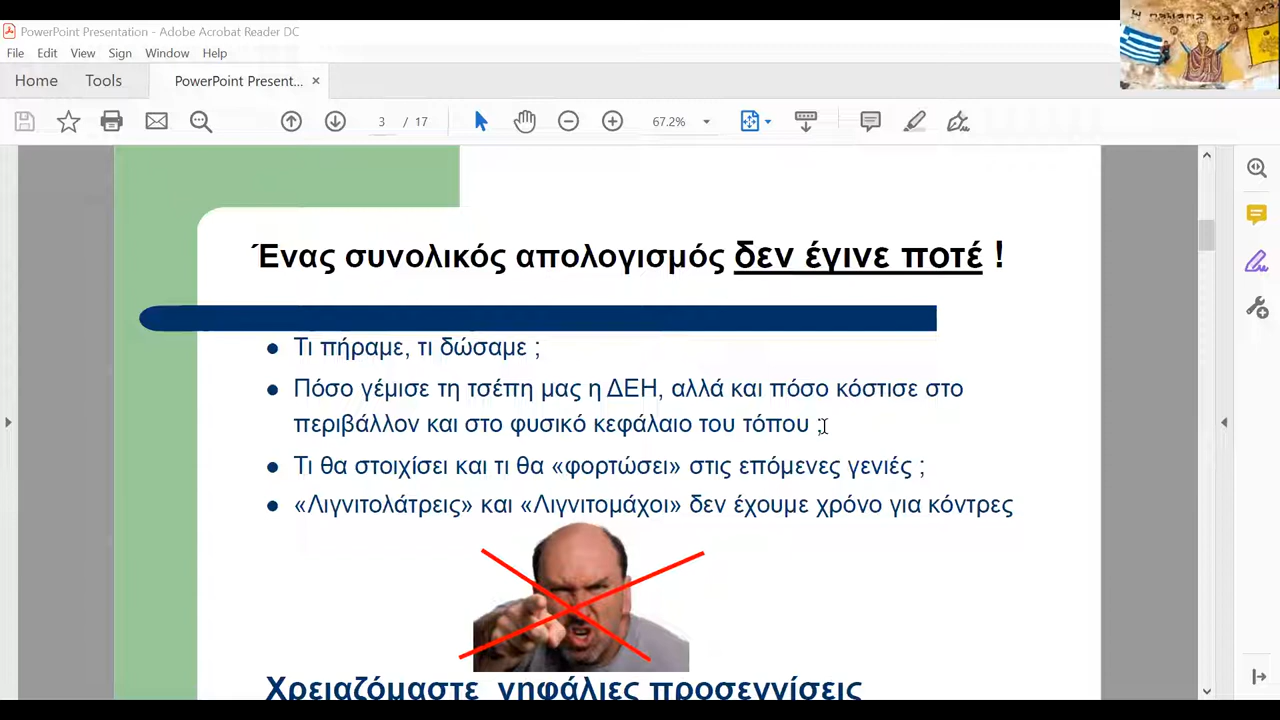 PowerPoint Presentation - Adobe Acrobat Reader DC
File Edit View Sign Window Help
Home Tools PowerPoint Present... ×
3 / 17 67.2%
Ένας συνολικός απολογισμός δεν έγινε ποτέ !
● Τι πήραμε, τι δώσαμε ;
● Πόσο γέμισε τη τσέπη μας η ΔΕΗ, αλλά και πόσο κόστισε στο
περιβάλλον και στο φυσικό κεφάλαιο του τόπου ;
● Τι θα στοιχίσει και τι θα «φορτώσει» στις επόμενες γενιές ;
● «Λιγνιτολάτρεις» και «Λιγνιτομάχοι» δεν έχουμε χρόνο για κόντρες
Χρειαζόμαστε νηφάλιες προσεγγίσεις